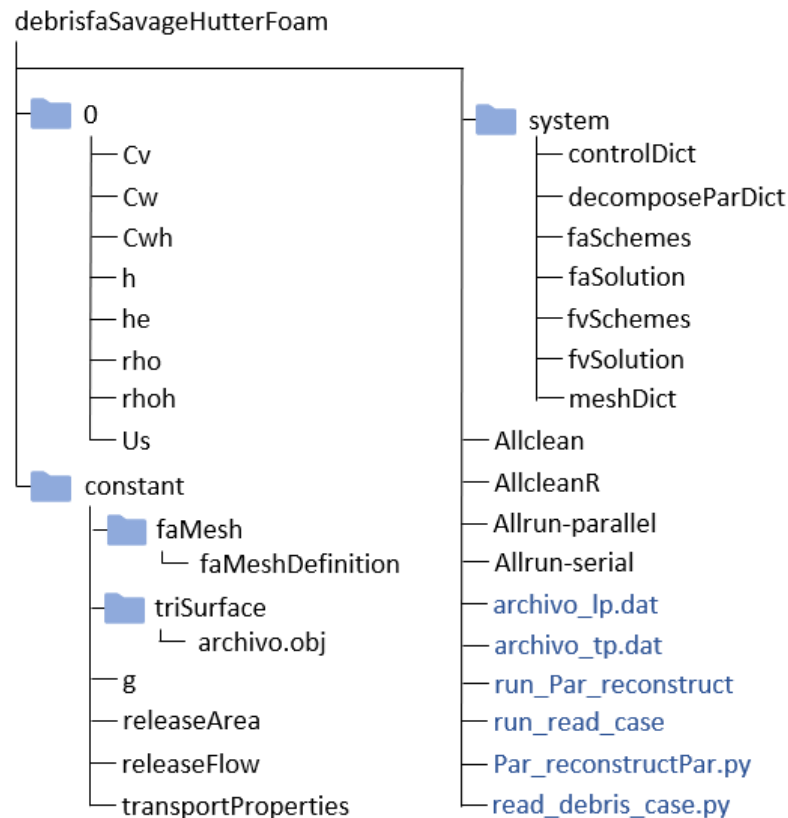 debrisfaSavageHutterFoam
0
Cv
Cw
Cwh
h
he
rho
rhoh
Us
constant
faMesh
faMeshDefinition
triSurface
archivo.obj
g
releaseArea
releaseFlow
transportProperties
system
controlDict
decomposeParDict
faSchemes
faSolution
fvSchemes
fvSolution
meshDict
Allclean
AllcleanR
Allrun-parallel
Allrun-serial
archivo_lp.dat
archivo_tp.dat
run_Par_reconstruct
run_read_case
Par_reconstructPar.py
read_debris_case.py